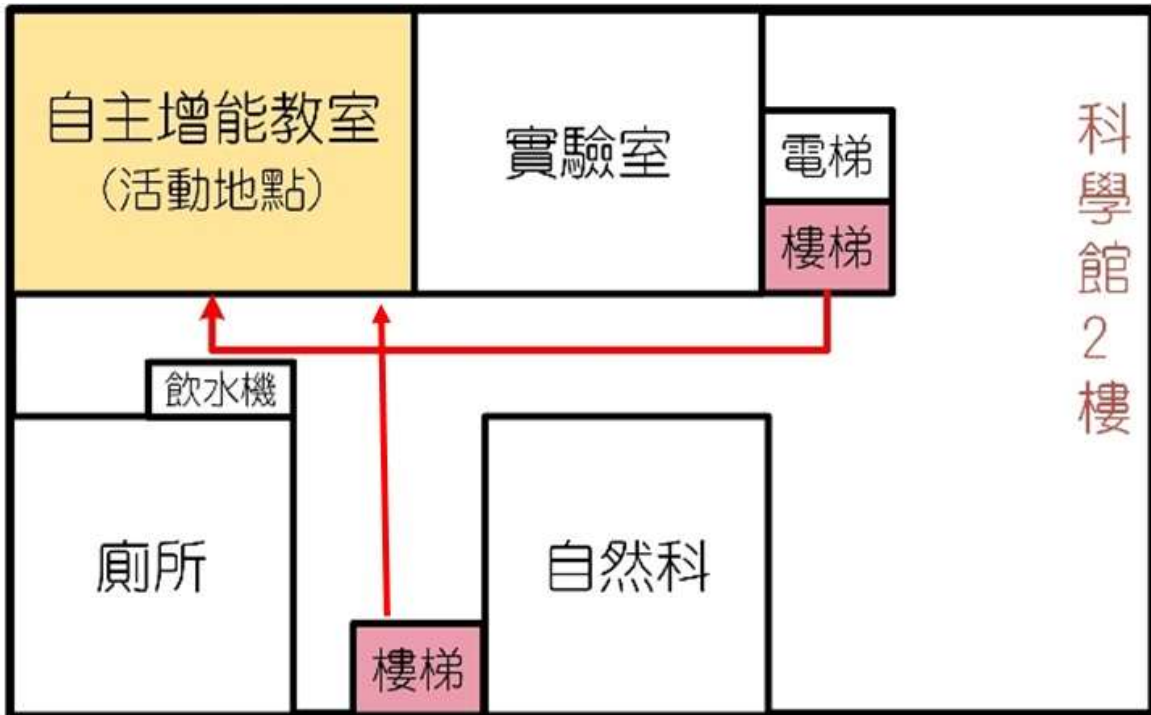 自主增能教室
(活動地點)
實驗室
電梯
樓梯
科學館2樓
飲水機
廁所
自然科
樓梯